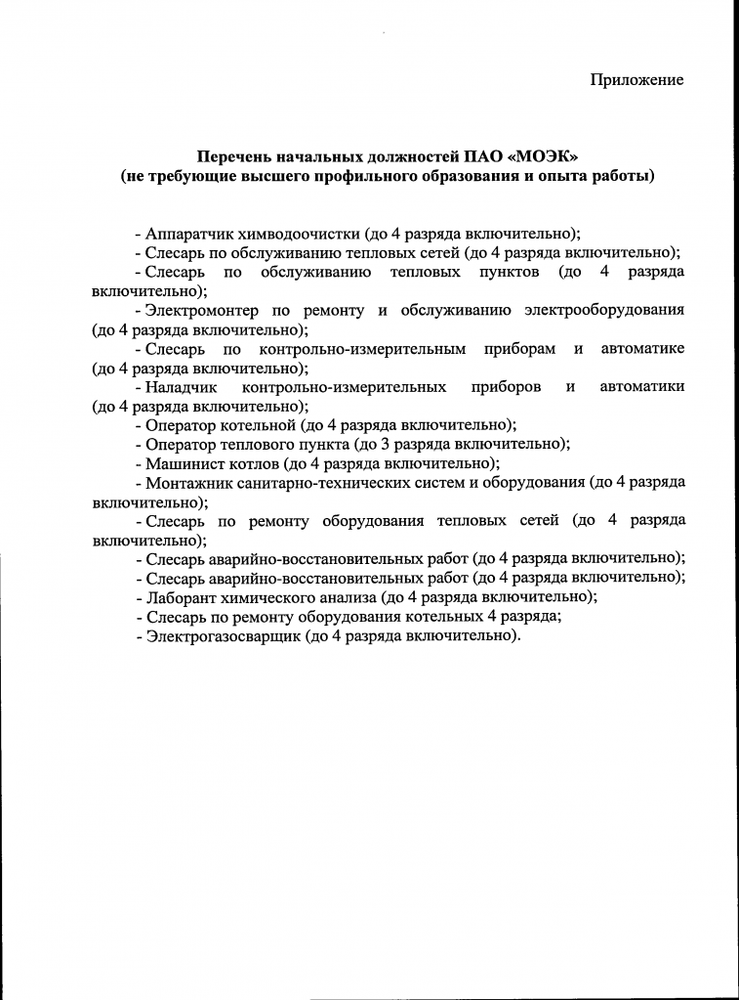 Приложение
Перечень начальных должностей ПАО «МОЭК»
(не требующие высшего профильного образования и опыта работы)
- Аппаратчик химводоочистки (до 4 разряда включительно);
- Слесарь по обслуживанию тепловых сетей (до 4 разряда включительно);
- Слесарь по обслуживанию тепловых пунктов (до 4 разряда
включительно);
- Электромонтер по ремонту и обслуживанию электрооборудования
(до 4 разряда включительно);
- Слесарь по контрольно-измерительным приборам и автоматике
(до 4 разряда включительно);
- Наладчик контрольно-измерительных приборов и автоматики
(до 4 разряда включительно);
- Оператор котельной (до 4 разряда включительно);
- Оператор теплового пункта (до 3 разряда включительно);
- Машинист котлов (до 4 разряда включительно);
- Монтажник санитарно-технических систем и оборудования (до 4 разряда
включительно);
- Слесарь по ремонту оборудования тепловых сетей (до 4 разряда
включительно);
- Слесарь аварийно-восстановительных работ (до 4 разряда включительно);
- Слесарь аварийно-восстановительных работ (до 4 разряда включительно);
- Лаборант химического анализа (до 4 разряда включительно);
- Слесарь по ремонту оборудования котельных 4 разряда;
- Электрогазосварщик (до 4 разряда включительно).